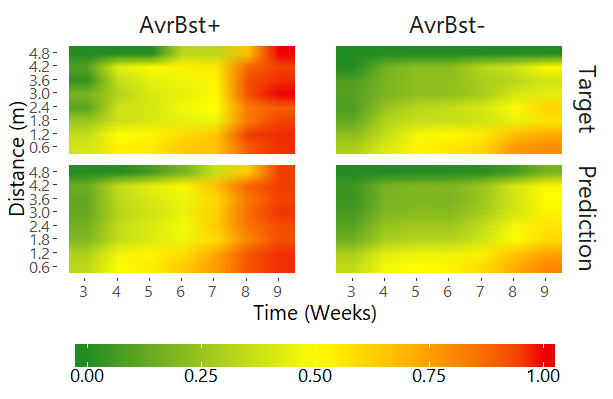 AvrBst+ AvrBst-
Distance (m)
4.8
4.2
3.6
3.0
2.4
1.8
1.2
0.6
Target
4.8
4.2
3.6
3.0
2.4
1.8
1.2
0.6
Prediction
3 4 5 6 7 8 9 3 4 5 6 7 8 9
Time (Weeks)
0.00 0.25 0.50 0.75 1.00